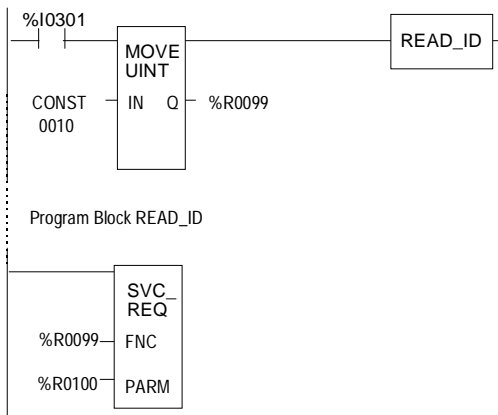 %I0301
MOVE
UINT
READ_ID
CONST
0010
IN Q
%R0099
Program Block READ_ID
SVC_
REQ
%R0099
FNC
%R0100
PARM